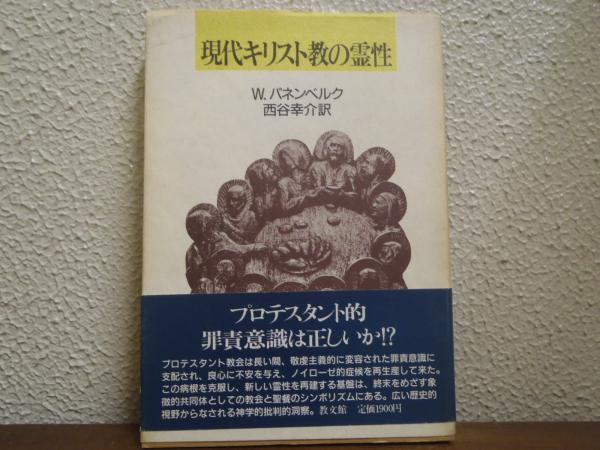 現代キリスト教の霊性
W.パネンベルク
西谷幸介訳
プロテスタント的
罪責意識は正しいか!?
プロテスタント教会は長い間、敬虔主義的に変容された罪責意識に
支配され、良心に不安を与え、ノイローゼ的症候を再生産して来た。
この病根を克服し、新しい霊性を再建する基盤は、終末をめざす象
徴的共同体としての教会と聖餐のシンボリズムにある。広い歴史的
視野からなされる神学的批判的洞察。教文館 定価1900円